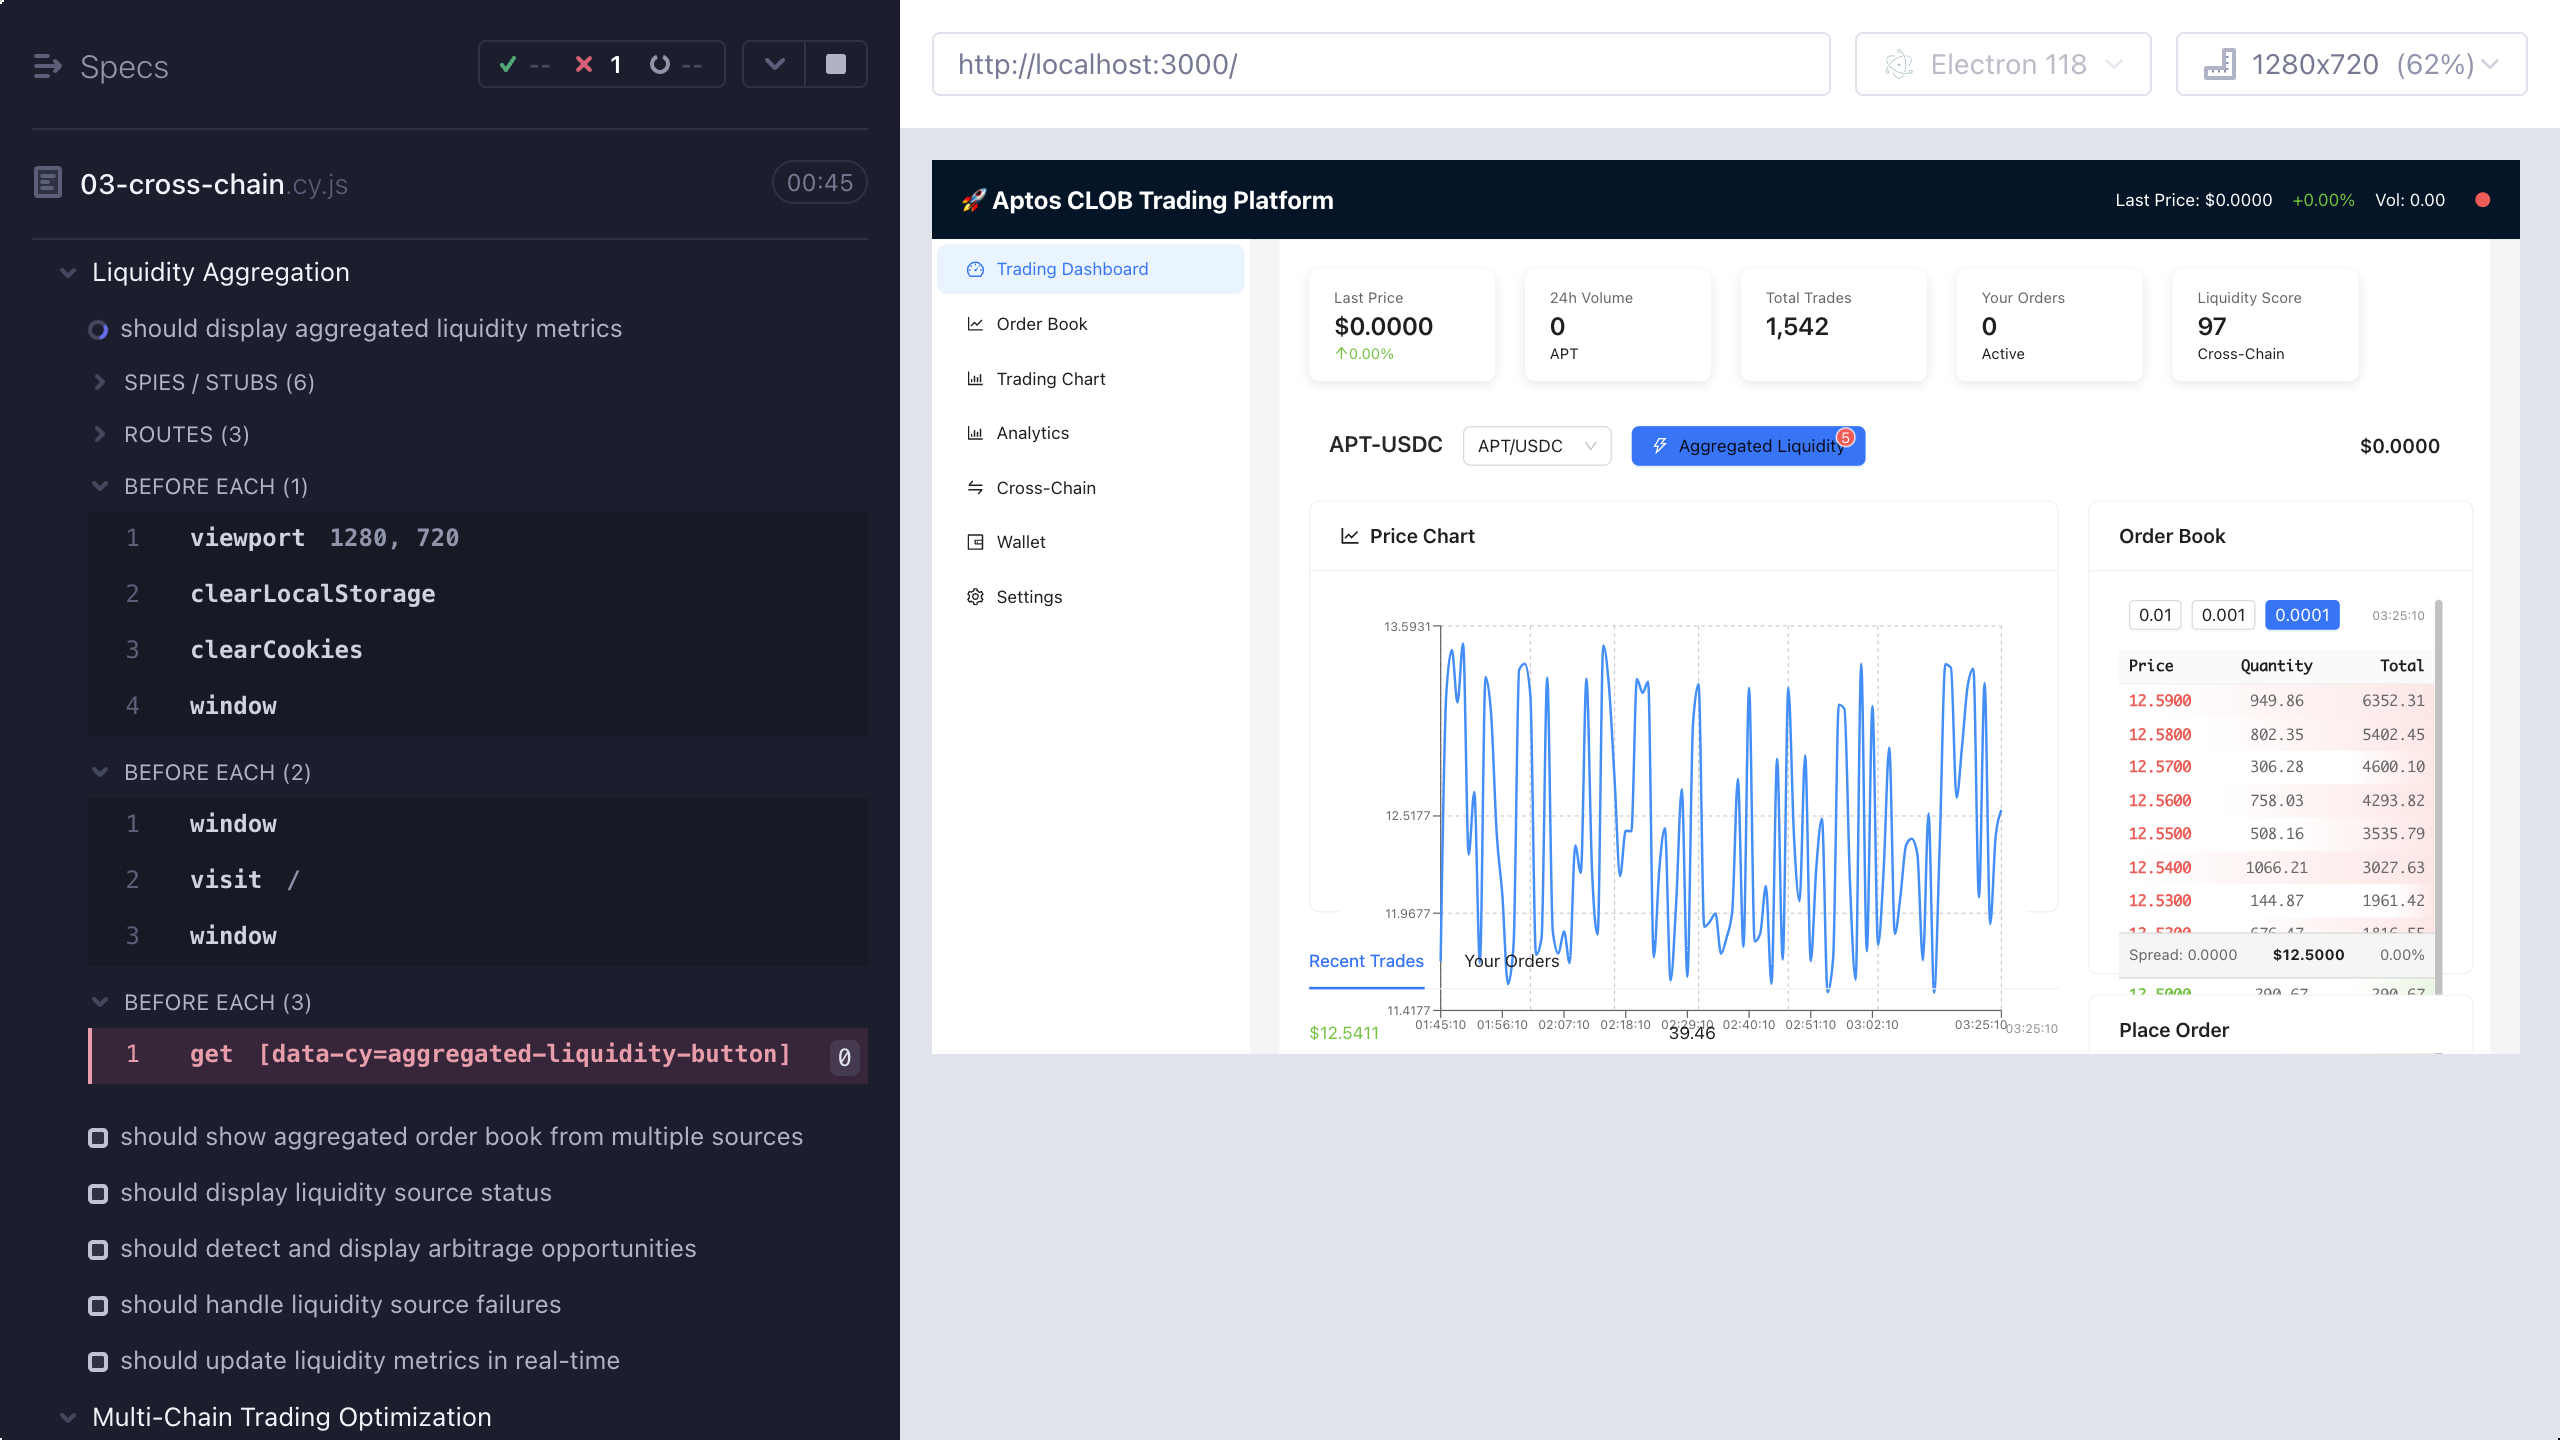 Specs
-- 1 --
03-cross-chain.cy.js
00:45
Liquidity Aggregation
should display aggregated liquidity metrics
SPIES / STUBS (6)
ROUTES (3)
BEFORE EACH (1)
1 viewport 1280, 720
2 clearLocalStorage
3 clearCookies
4 window
BEFORE EACH (2)
1 window
2 visit /
3 window
BEFORE EACH (3)
1 get [data-cy=aggregated-liquidity-button] 0
should show aggregated order book from multiple sources
should display liquidity source status
should detect and display arbitrage opportunities
should handle liquidity source failures
should update liquidity metrics in real-time
Multi-Chain Trading Optimization
http://localhost:3000/
Electron 118
1280x720 (62%)
🚀 Aptos CLOB Trading Platform
Last Price: $0.0000 +0.00% Vol: 0.00
Trading Dashboard
Order Book
Trading Chart
Analytics
Cross-Chain
Wallet
Settings
Last Price
$0.0000
↑0.00%
24h Volume
0
APT
Total Trades
1,542
Your Orders
0
Active
Liquidity Score
97
Cross-Chain
APT-USDC
APT/USDC
Aggregated Liquidity
5
$0.0000
Price Chart
13.5931
12.5177
11.9677
11.4177
01:45:10 01:56:10 02:07:10 02:18:10 02:29:10 02:40:10 02:51:10 03:02:10 03:25:10
Recent Trades
Your Orders
$12.5411 39.46 03:25:10
Order Book
0.01 0.001 0.0001 03:25:10
Price Quantity Total
12.5900 949.86 6352.31
12.5800 802.35 5402.45
12.5700 306.28 4600.10
12.5600 758.03 4293.82
12.5500 508.16 3535.79
12.5400 1066.21 3027.63
12.5300 144.87 1961.42
12.5200 676.47 1816.55
Spread: 0.0000 $12.5000 0.00%
12.5000 290.67 290.67
Place Order